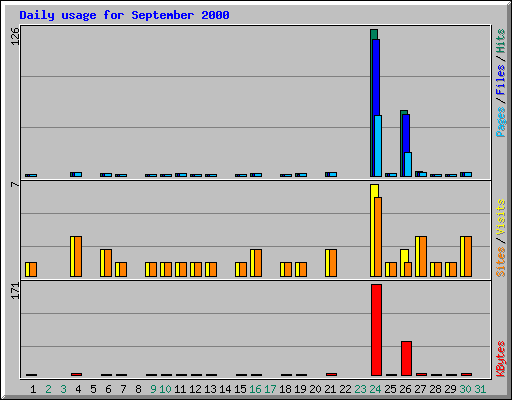 Daily usage for September 2000
126
Pages / Files / Hits
7
Sites / Visits
171
KBytes
1 2 3 4 5 6 7 8 9 10 11 12 13 14 15 16 17 18 19 20 21 22 23 24 25 26 27 28 29 30 31